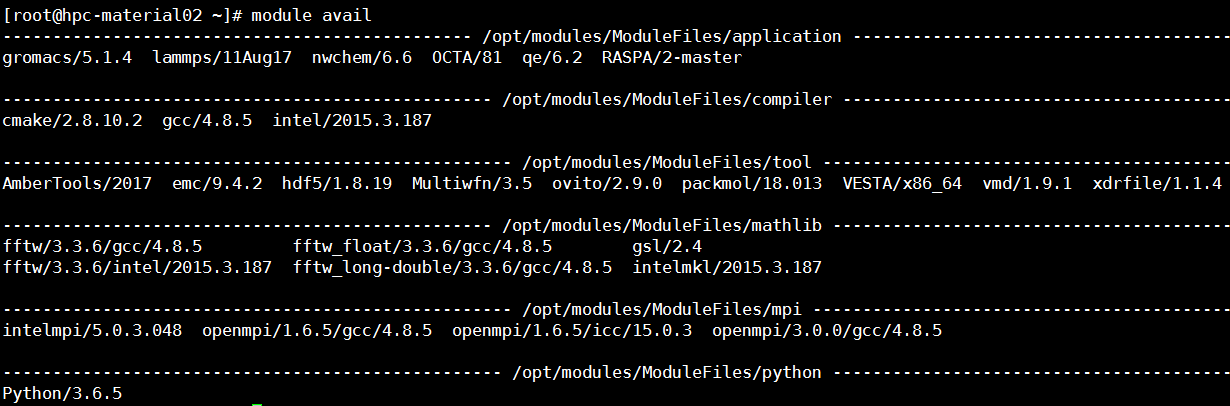 [root@hpc-material02 ~]# module avail
----------------------------------------------- /opt/modules/ModuleFiles/application --------------------------------------
gromacs/5.1.4  lammps/11Aug17  nwchem/6.6  OCTA/81  qe/6.2  RASPA/2-master
------------------------------------------------- /opt/modules/ModuleFiles/compiler ---------------------------------------
cmake/2.8.10.2  gcc/4.8.5  intel/2015.3.187
--------------------------------------------------- /opt/modules/ModuleFiles/tool -----------------------------------------
AmberTools/2017  emc/9.4.2  hdf5/1.8.19  Multiwfn/3.5  ovito/2.9.0  packmol/18.013  VESTA/x86_64  vmd/1.9.1  xdrfile/1.1.4
------------------------------------------------- /opt/modules/ModuleFiles/mathlib ----------------------------------------
fftw/3.3.6/gcc/4.8.5         fftw_float/3.3.6/gcc/4.8.5        gsl/2.4
fftw/3.3.6/intel/2015.3.187  fftw_long-double/3.3.6/gcc/4.8.5  intelmkl/2015.3.187
--------------------------------------------------- /opt/modules/ModuleFiles/mpi ------------------------------------------
intelmpi/5.0.3.048  openmpi/1.6.5/gcc/4.8.5  openmpi/1.6.5/icc/15.0.3  openmpi/3.0.0/gcc/4.8.5
-------------------------------------------------- /opt/modules/ModuleFiles/python ----------------------------------------
Python/3.6.5